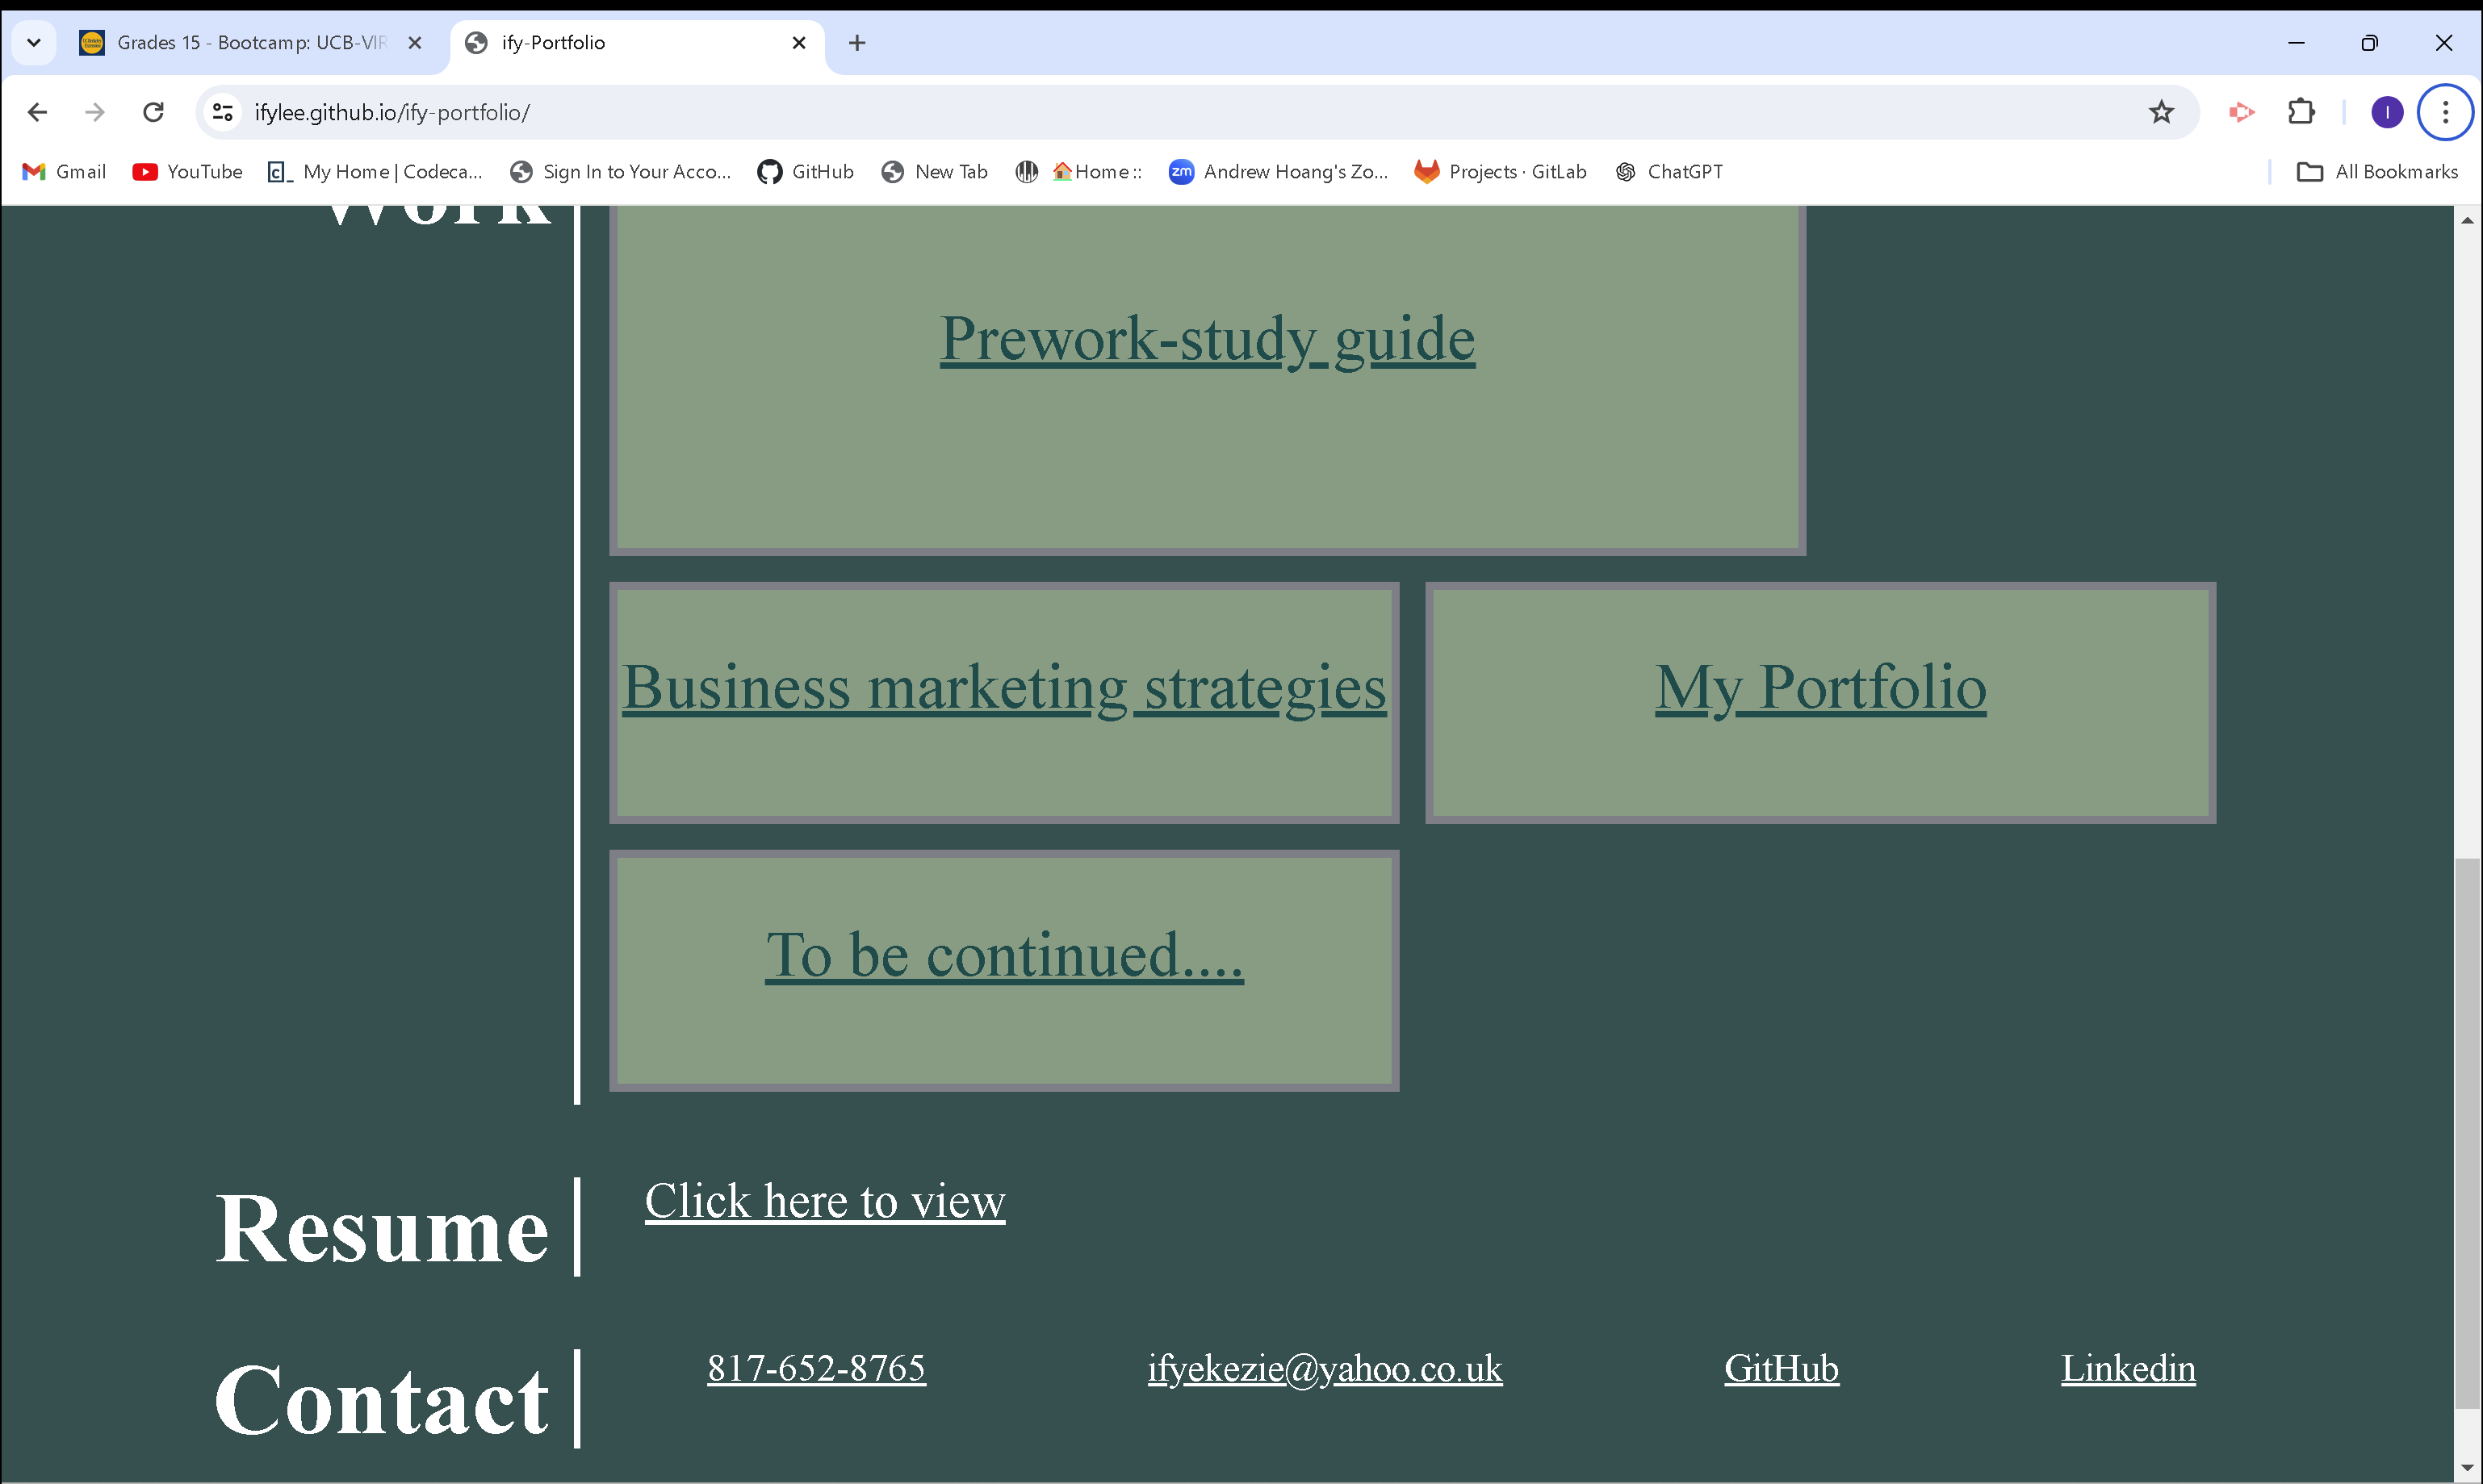 Grades 15 - Bootcamp: UCB-VIR
ify-Portfolio
ifylee.github.io/ify-portfolio/
I
Gmail
YouTube
My Home | Codeca...
Sign In to Your Acco...
GitHub
New Tab
Home ::
zm
Andrew Hoang's Zo...
Projects · GitLab
ChatGPT
All Bookmarks
Work
Prework-study guide
Business marketing strategies
My Portfolio
To be continued....
Resume
Click here to view
Contact
817-652-8765
ifyekezie@yahoo.co.uk
GitHub
Linkedin